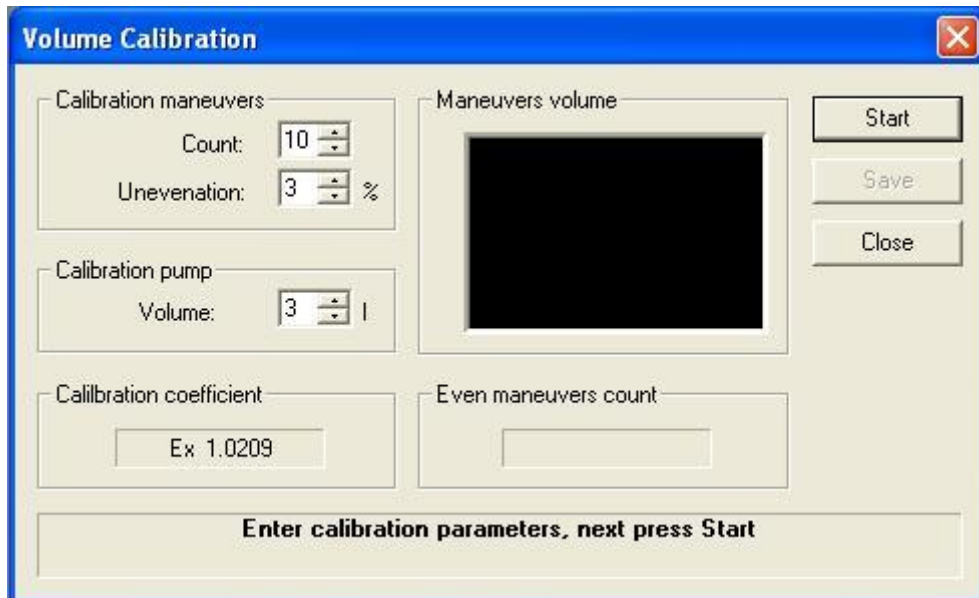 Volume Calibration
Calibration maneuvers
Count: 10
Unevenation: 3 %
Calibration pump
Volume: 3 l
Calilbration coefficient
Ex 1.0209
Maneuvers volume
Even maneuvers count
Start
Save
Close
Enter calibration parameters, next press Start